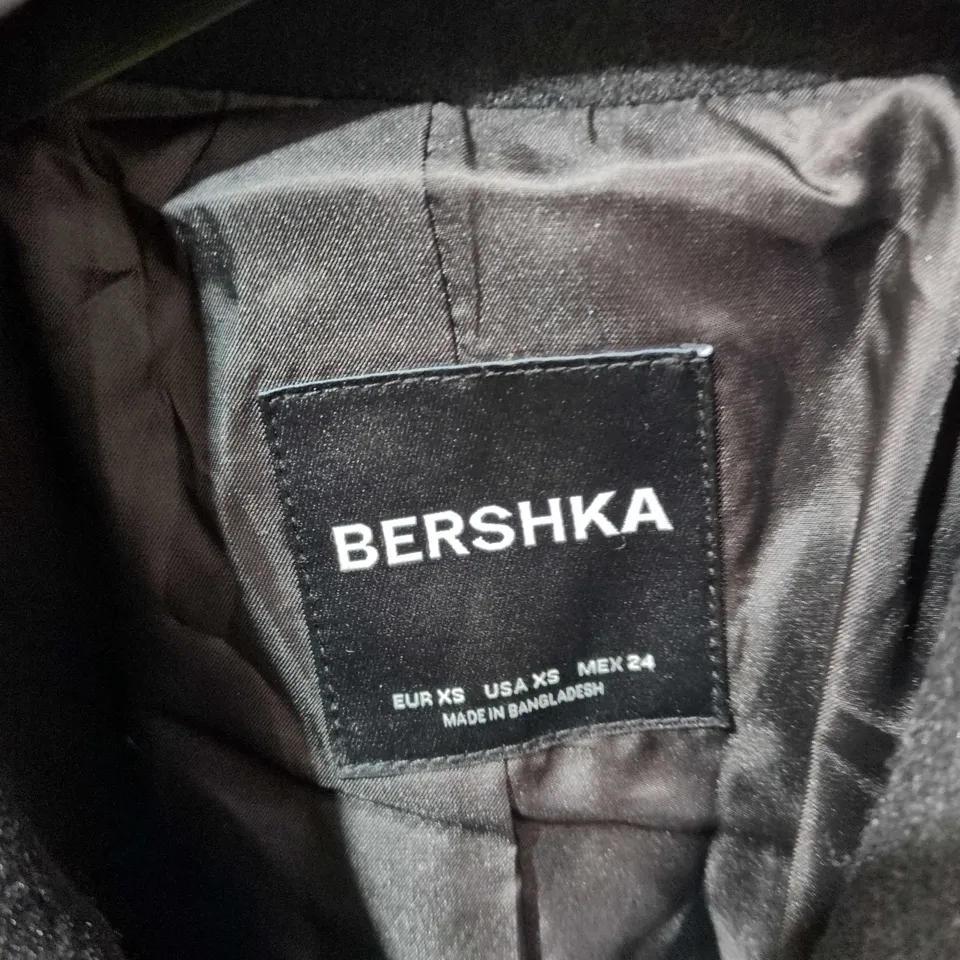 BERSHKA
EUR XS USA XS MEX 24
MADE IN BANGLADESH